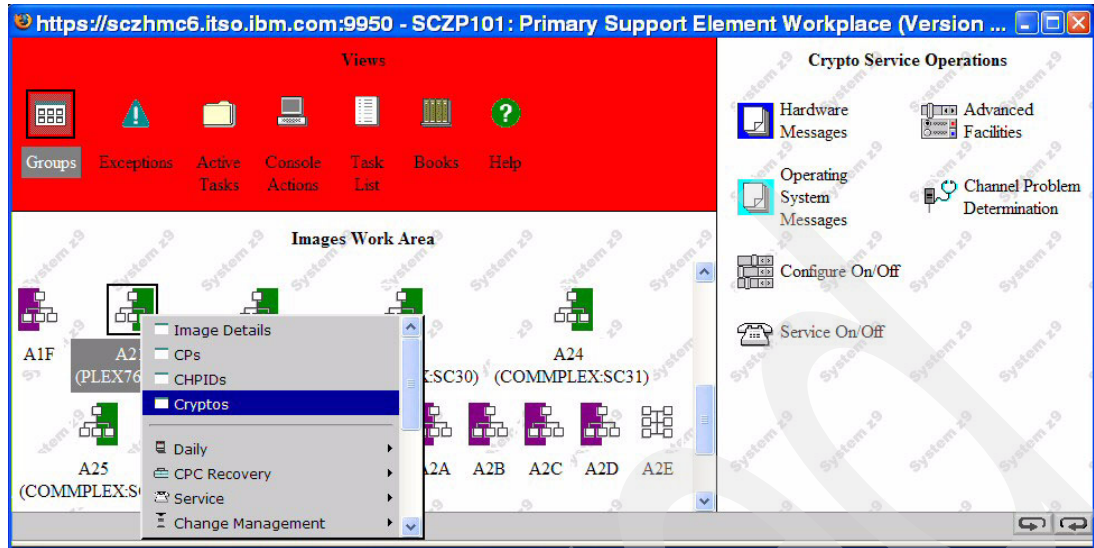 https://sczhmc6.itso.ibm.com:9950 - SCZP101: Primary Support Element Workplace (Version ...
Views
Groups
Exceptions
Active
Tasks
Console
Actions
Task
List
Books
Help
Images Work Area
A1F
(PLEX76
:SC30)
A24
(COMMPLEX:SC31)
A25
(COMMPLEX:S
A2A
A2B
A2C
A2D
A2E
Image Details
CPs
CHPIDs
Cryptos
Daily
CPC Recovery
Service
Change Management
Crypto Service Operations
Hardware
Messages
Advanced
Facilities
Operating
System
Messages
Channel Problem
Determination
Configure On/Off
Service On/Off
System z9